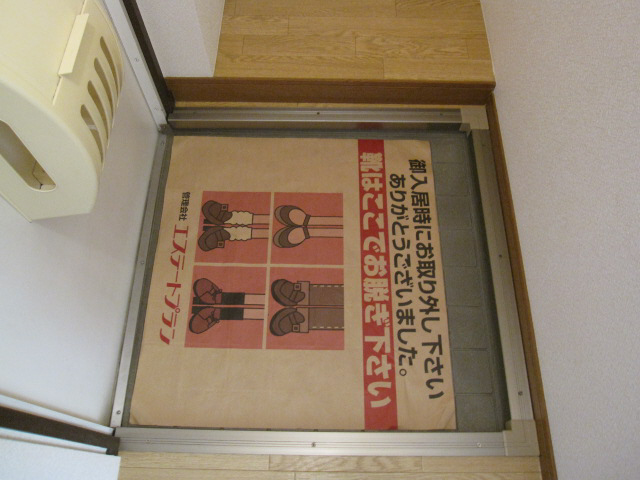 御入居時にお取り外し下さい
ありがとうございました。
靴はここでお脱ぎ下さい
管理会社 エステートプラン